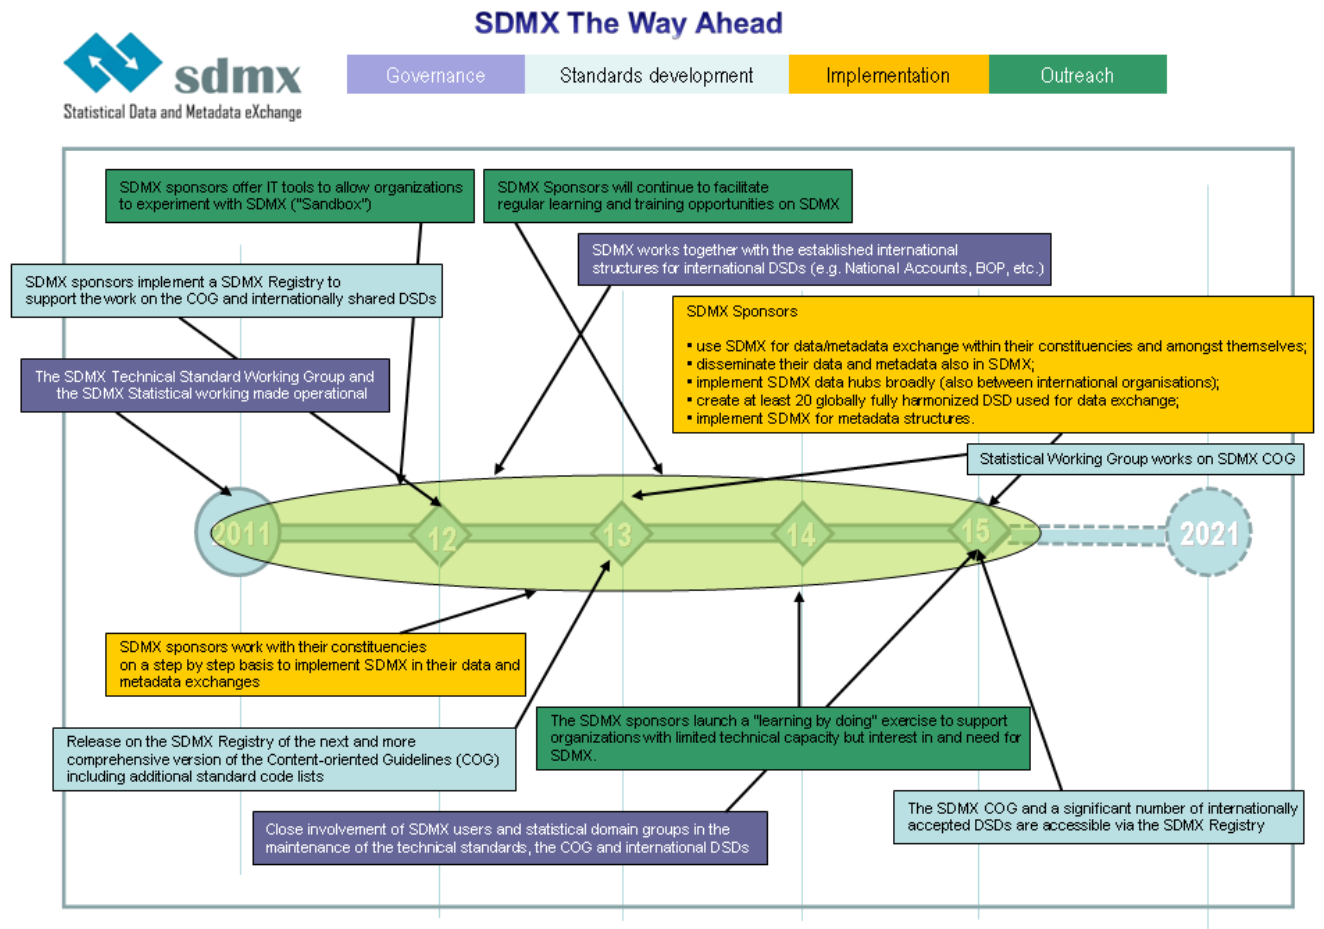 SDMX The Way Ahead
sdmx
Statistical Data and Metadata eXchange
Governance
Standards development
Implementation
Outreach
SDMX sponsors offer IT tools to allow organizations
to experiment with SDMX ("Sandbox")
SDMX Sponsors will continue to facilitate
regular learning and training opportunities on SDMX
SDMX works together with the established international
structures for international DSDs (e.g. National Accounts, BOP, etc.)
SDMX sponsors implement a SDMX Registry to
support the work on the COG and internationally shared DSDs
SDMX Sponsors
▪ use SDMX for data/metadata exchange within their constituencies and amongst themselves;
▪ disseminate their data and metadata also in SDMX;
▪ implement SDMX data hubs broadly (also between international organisations);
▪ create at least 20 globally fully harmonized DSD used for data exchange;
▪ implement SDMX for metadata structures.
The SDMX Technical Standard Working Group and
the SDMX Statistical working made operational
Statistical Working Group works on SDMX COG
2011
12
13
14
15
2021
SDMX sponsors work with their constituencies
on a step by step basis to implement SDMX in their data and
metadata exchanges
The SDMX sponsors launch a "learning by doing" exercise to support
organizations with limited technical capacity but interest in and need for
SDMX.
Release on the SDMX Registry of the next and more
comprehensive version of the Content-oriented Guidelines (COG)
including additional standard code lists
The SDMX COG and a significant number of internationally
accepted DSDs are accessible via the SDMX Registry
Close involvement of SDMX users and statistical domain groups in the
maintenance of the technical standards, the COG and international DSDs